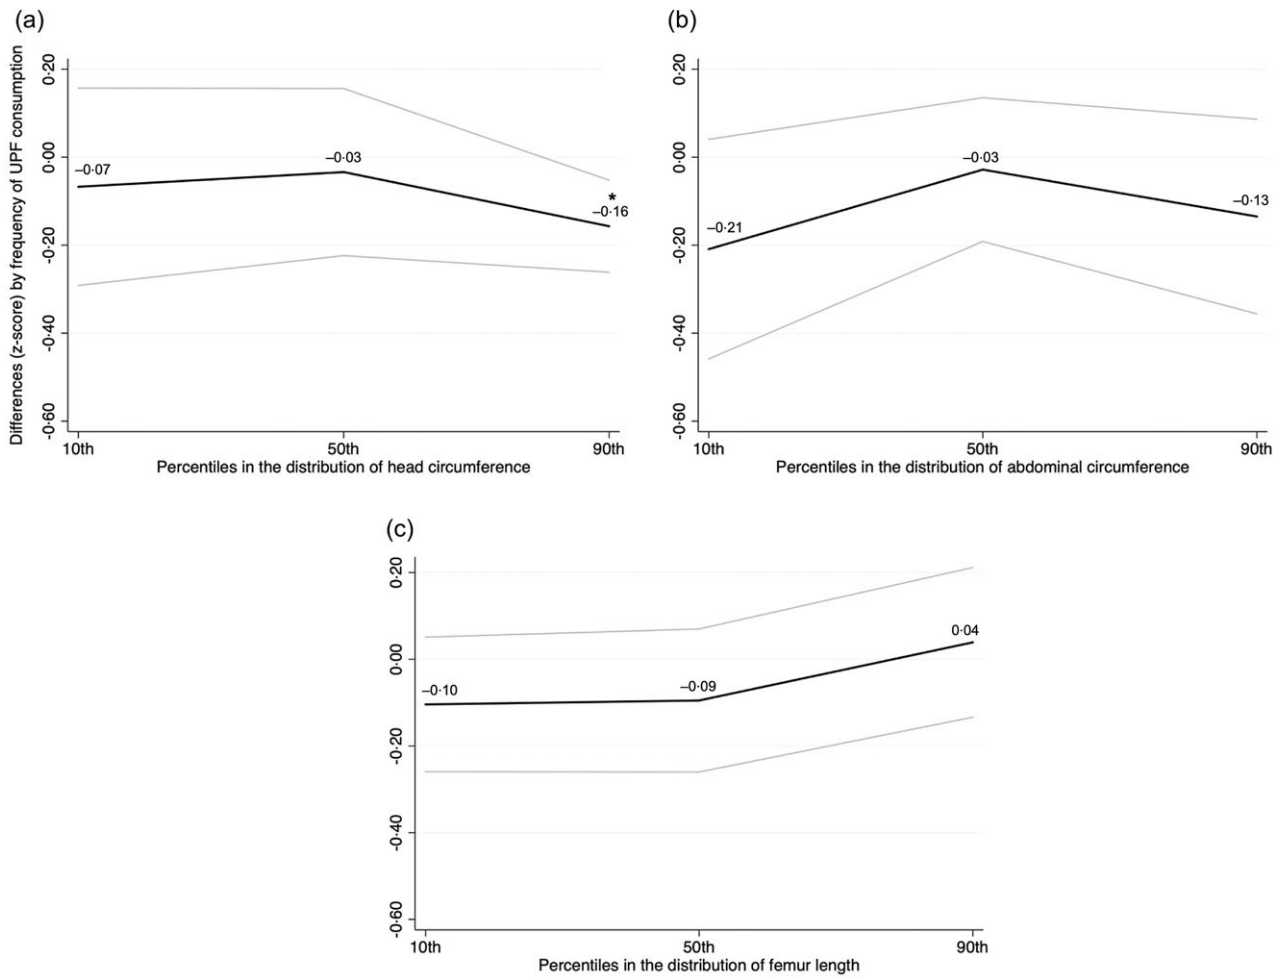 (a)
Differences (z-score) by frequency of UPF consumption
0·20
0·00
-0·20
-0·40
-0·60
–0·07
–0·03
*
–0·16
10th
50th
90th
Percentiles in the distribution of head circumference
(b)
0·20
0·00
-0·20
-0·40
-0·60
–0·21
–0·03
–0·13
10th
50th
90th
Percentiles in the distribution of abdominal circumference
(c)
0·20
0·00
-0·20
-0·40
-0·60
–0·10
–0·09
0·04
10th
50th
90th
Percentiles in the distribution of femur length